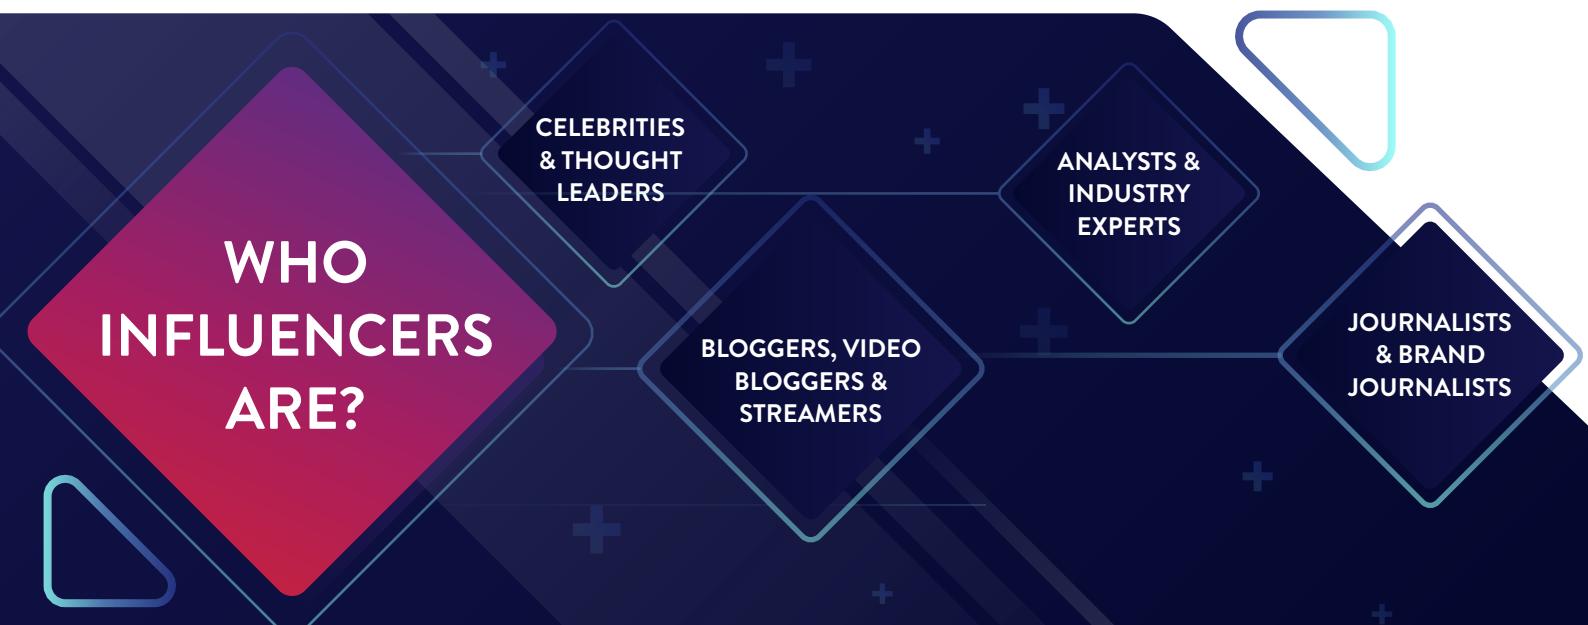 WHO
INFLUENCERS
ARE?
CELEBRITIES
& THOUGHT
LEADERS
BLOGGERS, VIDEO
BLOGGERS &
STREAMERS
ANALYSTS &
INDUSTRY
EXPERTS
JOURNALISTS
& BRAND
JOURNALISTS